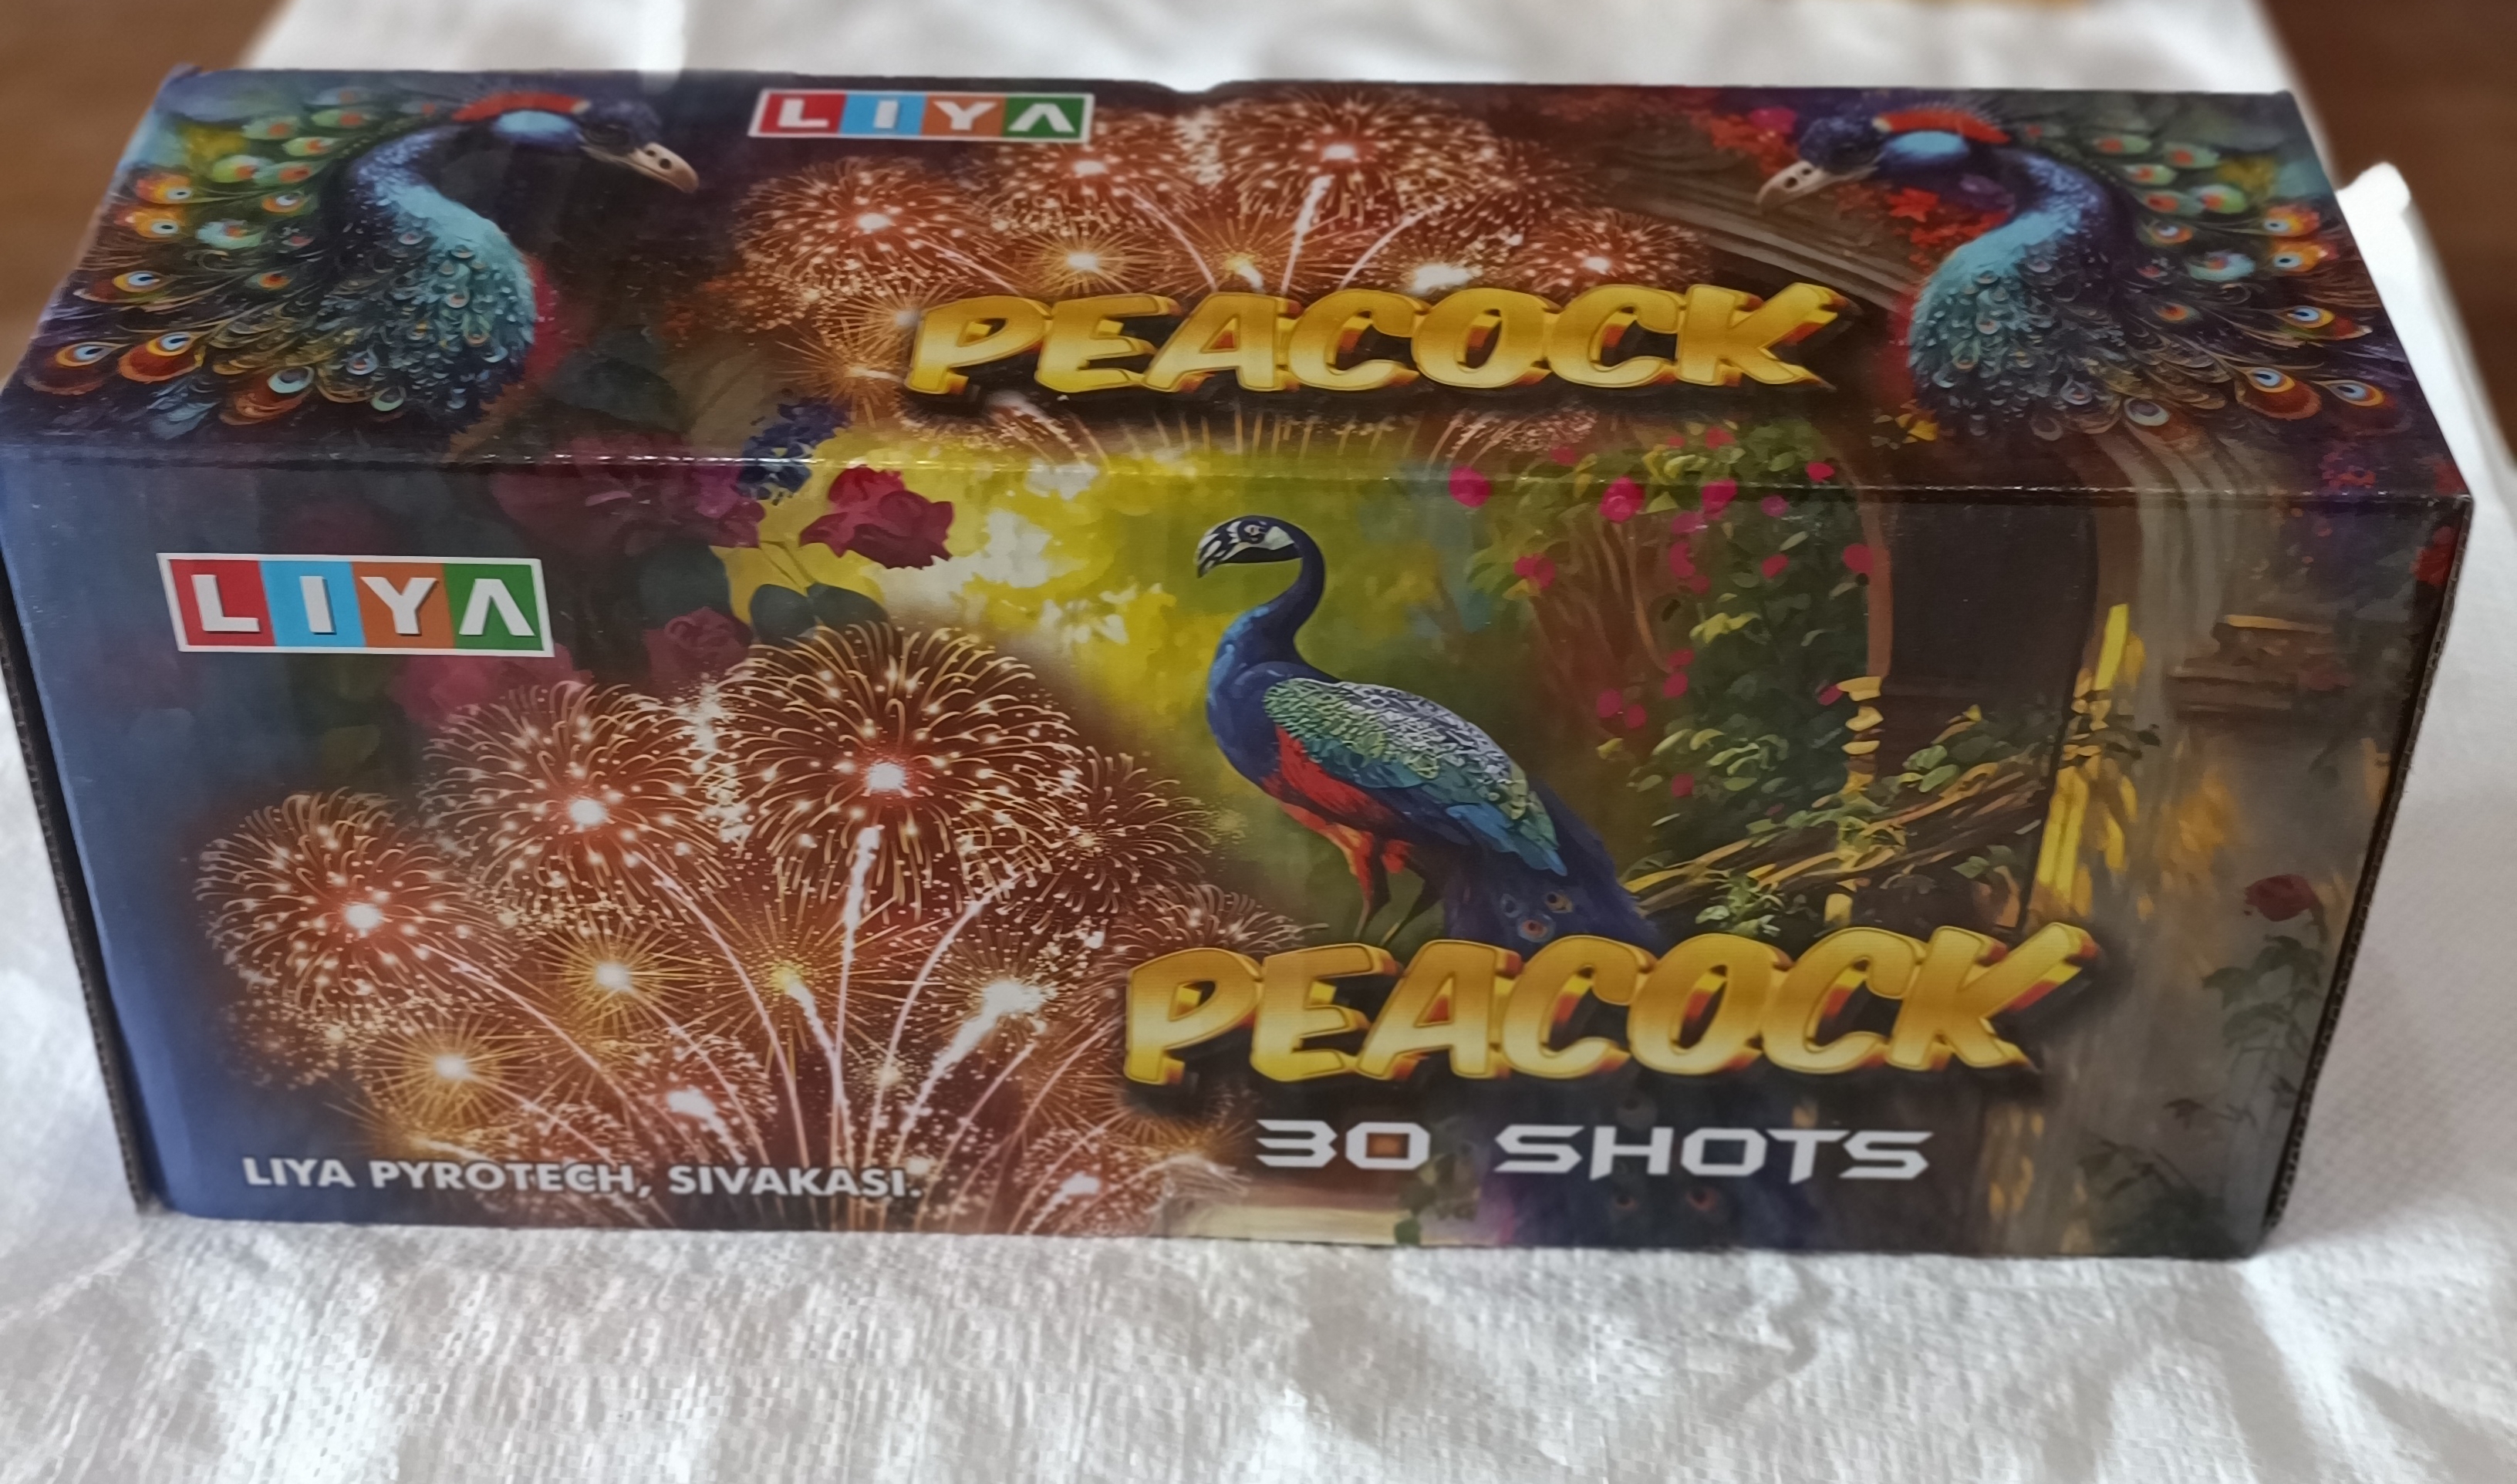 LIYA
PEACOCK
LIYA
PEACOCK
30 SHOTS
LIYA PYROTECH, SIVAKASI.